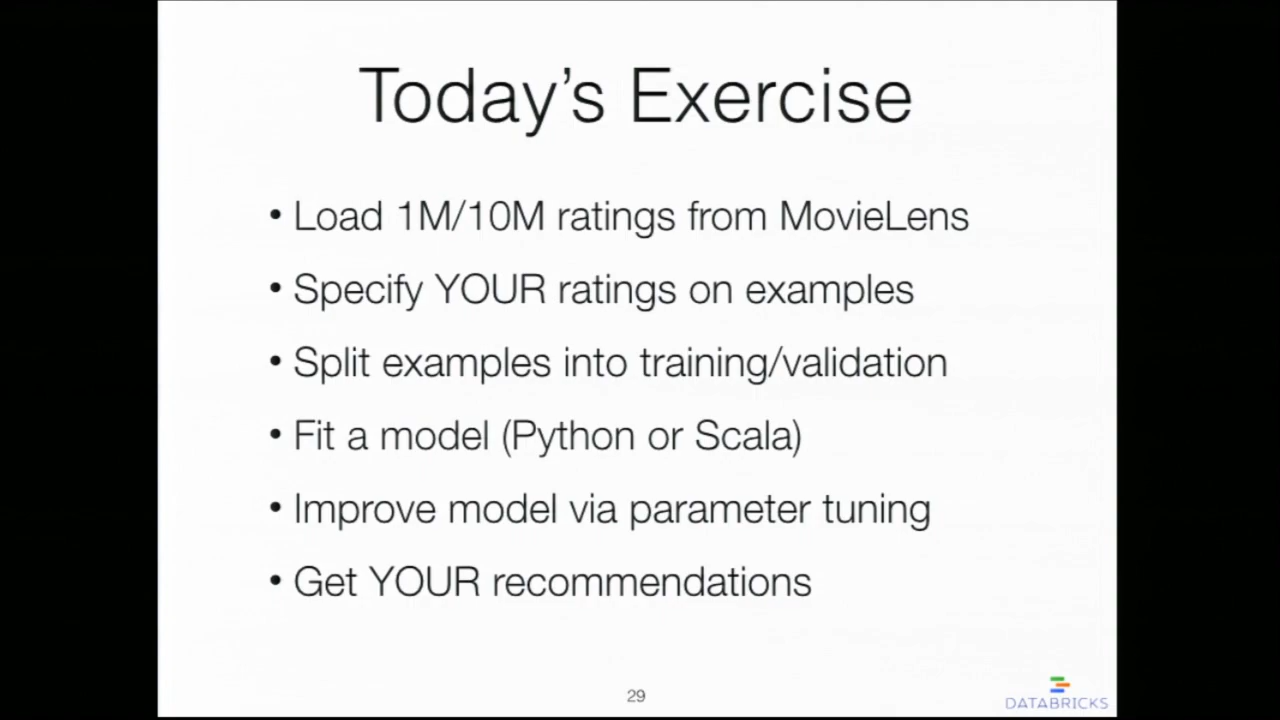 Today's Exercise
• Load 1M/10M ratings from MovieLens
• Specify YOUR ratings on examples
• Split examples into training/validation
• Fit a model (Python or Scala)
• Improve model via parameter tuning
• Get YOUR recommendations
29
DATABRICKS